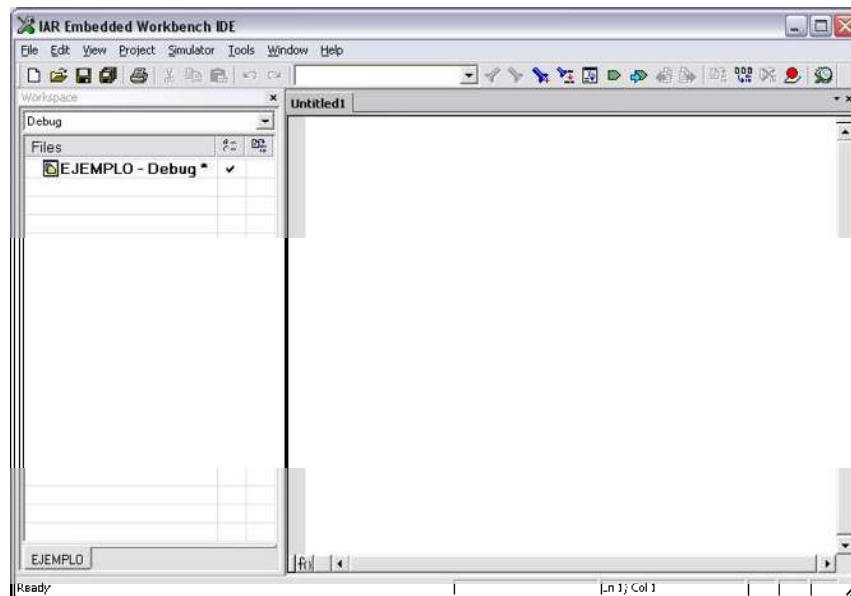 IAR Embedded Workbench IDE
File Edit View Project Simulator Tools Window Help
Workspace
Untitled1
Debug
Files
EJEMPLO - Debug *
EJEMPLO
Ready
Ln 1, Col 1